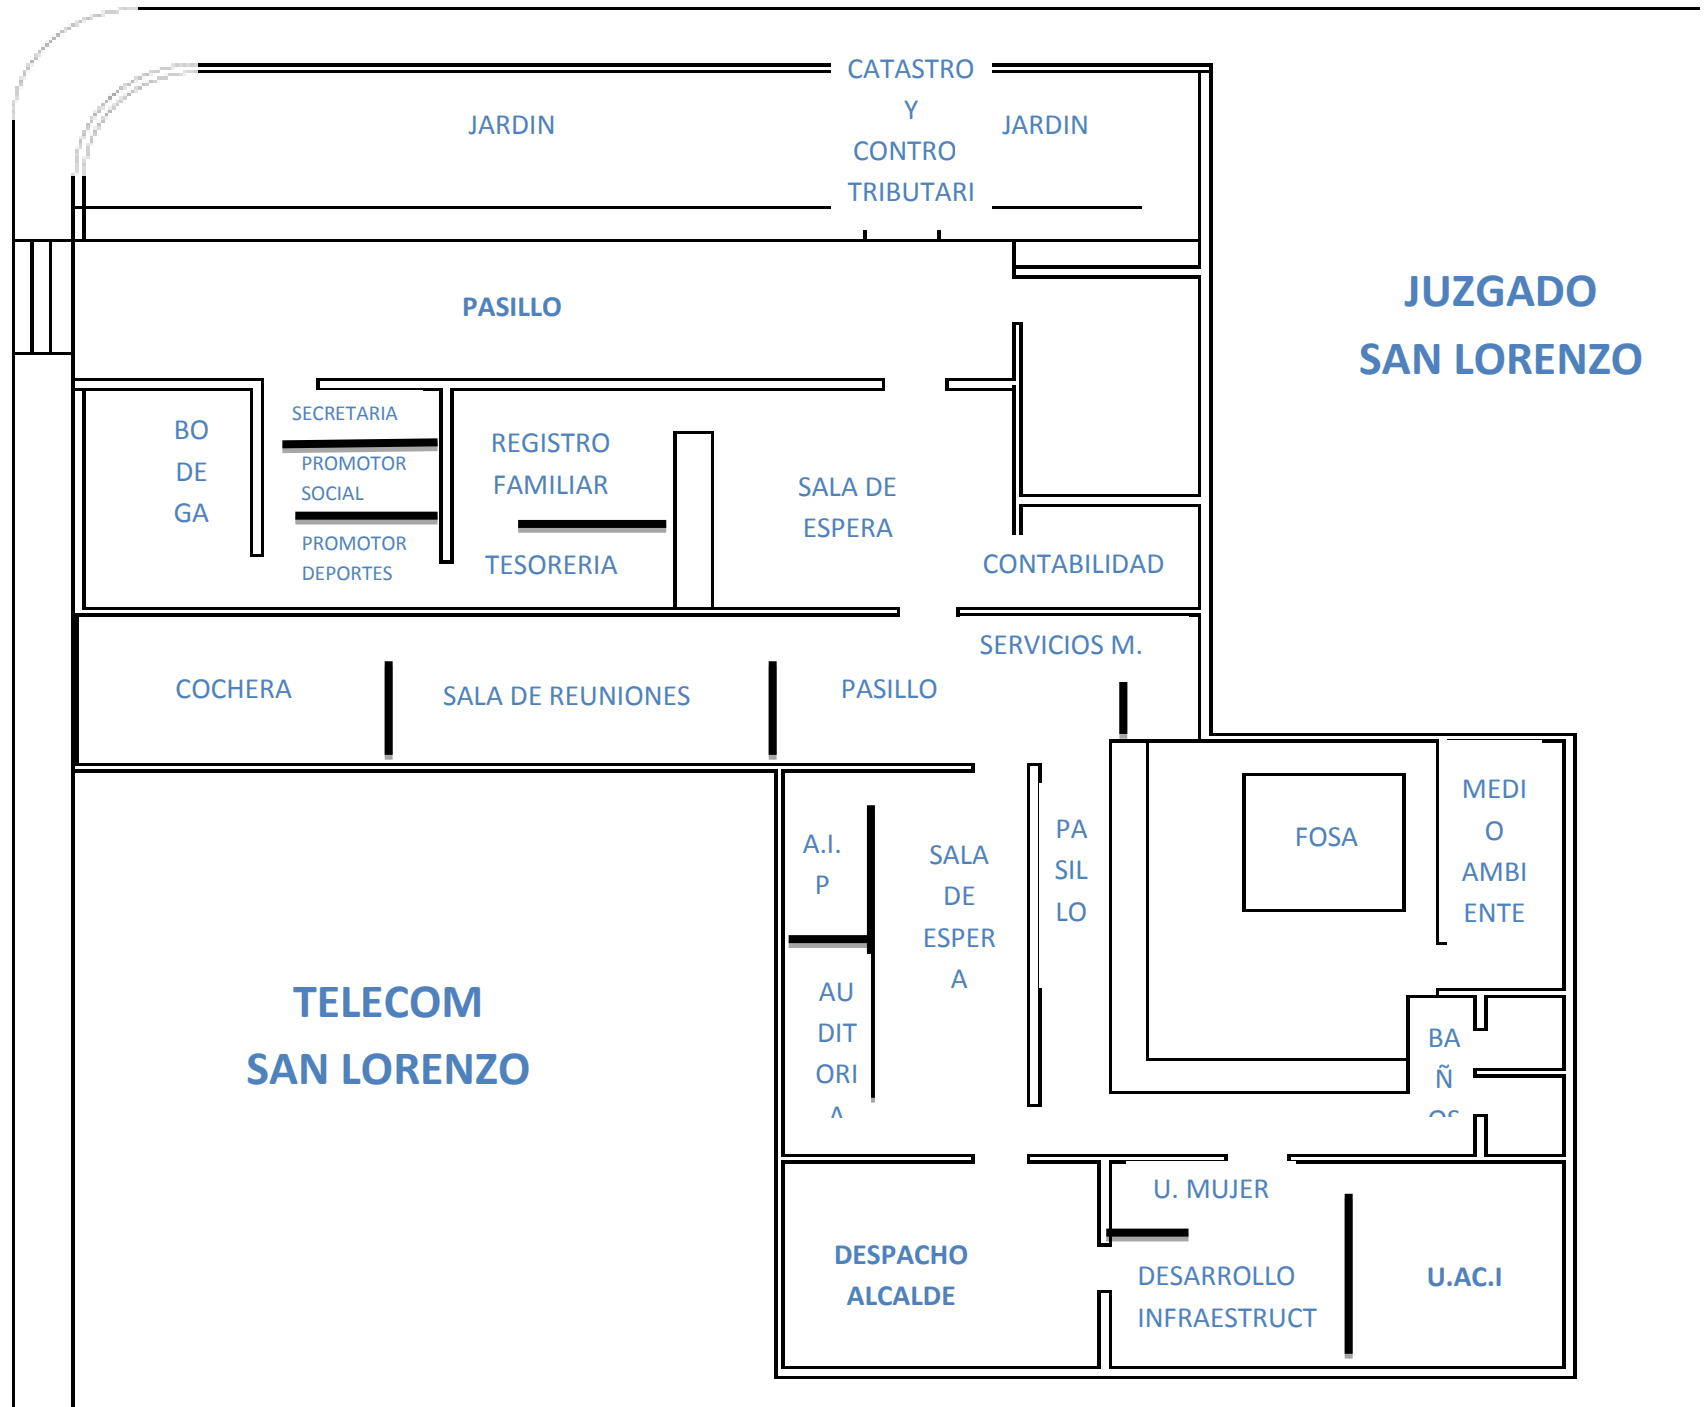 CATASTRO
Y
CONTRO
TRIBUTARI
JARDIN
JARDIN
JUZGADO
SAN LORENZO
PASILLO
BO
DE
GA
SECRETARIA
PROMOTOR
SOCIAL
PROMOTOR
DEPORTES
REGISTRO
FAMILIAR
TESORERIA
SALA DE
ESPERA
CONTABILIDAD
SERVICIOS M.
COCHERA
SALA DE REUNIONES
PASILLO
A.I.
P
SALA
DE
ESPER
A
PA
SIL
LO
FOSA
MEDI
O
AMBI
ENTE
TELECOM
SAN LORENZO
AU
DIT
ORI
A
BA
Ñ
OS
U. MUJER
DESPACHO
ALCALDE
DESARROLLO
INFRAESTRUCT
U.AC.I